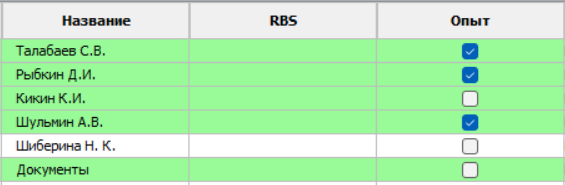 Название RBS Опыт
Талабаев С.В.
Рыбкин Д.И.
Кикин К.И.
Шульмин А.В.
Шиберина Н. К.
Документы